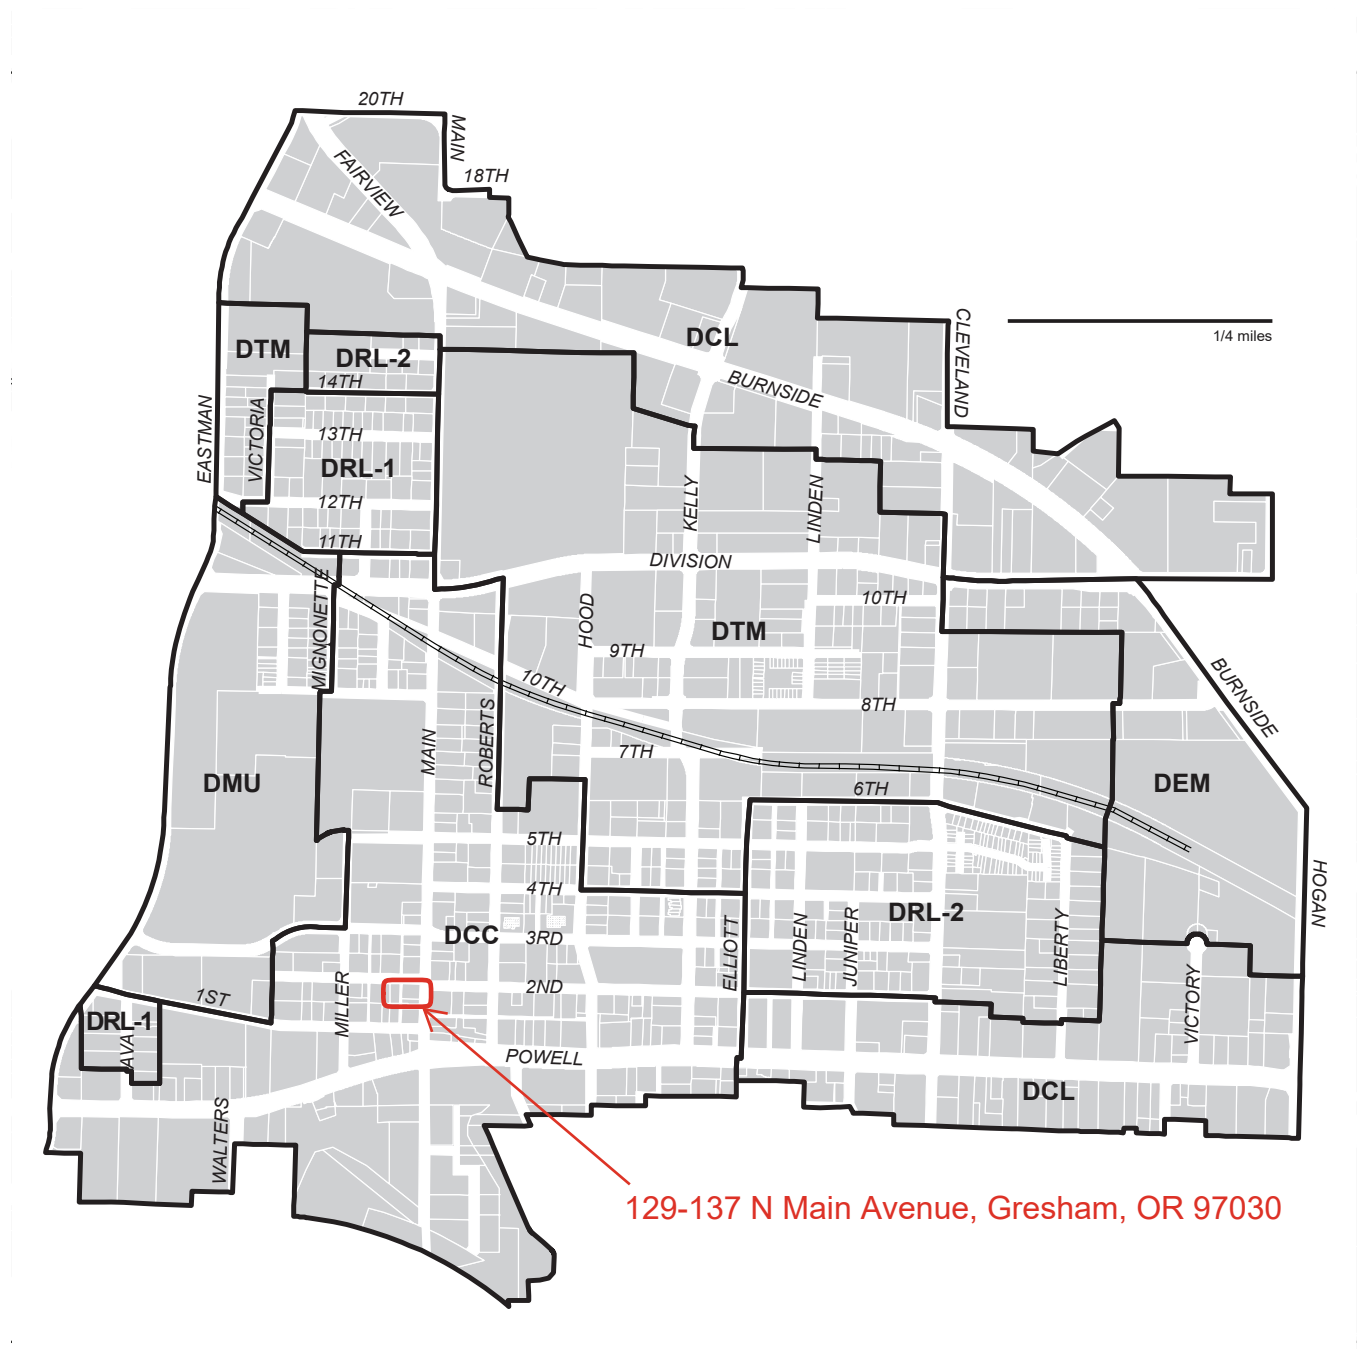 20TH
MAIN
FAIRVIEW
18TH
DCL
CLEVELAND
1/4 miles
DTM
DRL-2
14TH
BURNSIDE
EASTMAN
VICTORIA
13TH
DRL-1
12TH
KELLY
LINDEN
11TH
DIVISION
MIGNONETTE
HOOD
10TH
DTM
9TH
10TH
BURNSIDE
8TH
MAIN
ROBERTS
7TH
DMU
6TH
DEM
5TH
HOGAN
4TH
DCC
3RD
ELLIOTT
DRL-2
LINDEN
JUNIPER
LIBERTY
2ND
1ST
MILLER
VICTORY
DRL-1
AVA
POWELL
DCL
WALTERS
129-137 N Main Avenue, Gresham, OR 97030